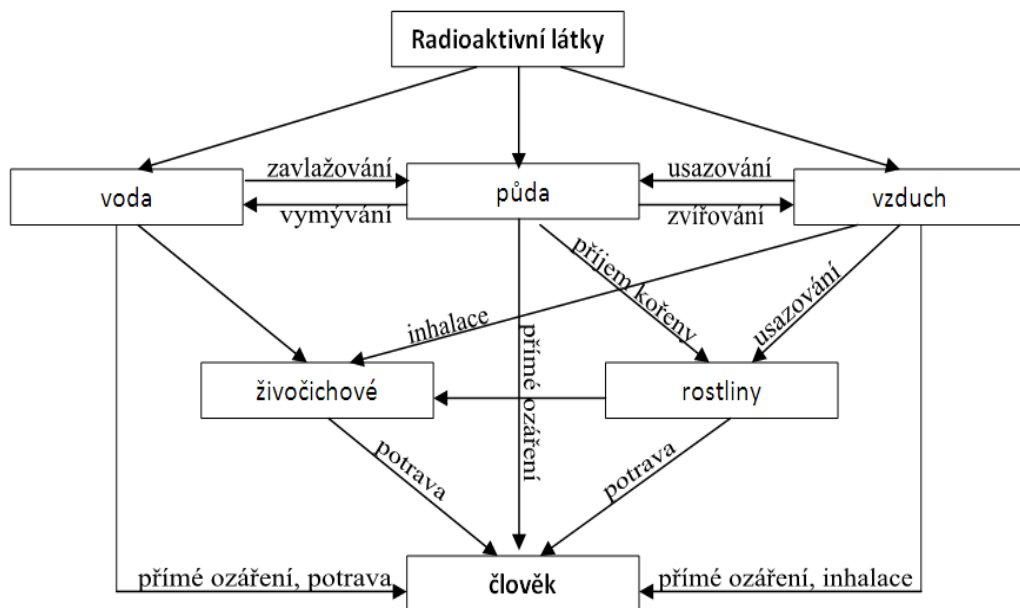 Radioaktivní látky
zavlažování
usazování
voda
půda
vzduch
vymývání
zvířování
příjem kořeny
usazování
inhalace
přímé ozáření
živočichové
rostliny
potrava
potrava
člověk
přímé ozáření, potrava
přímé ozáření, inhalace